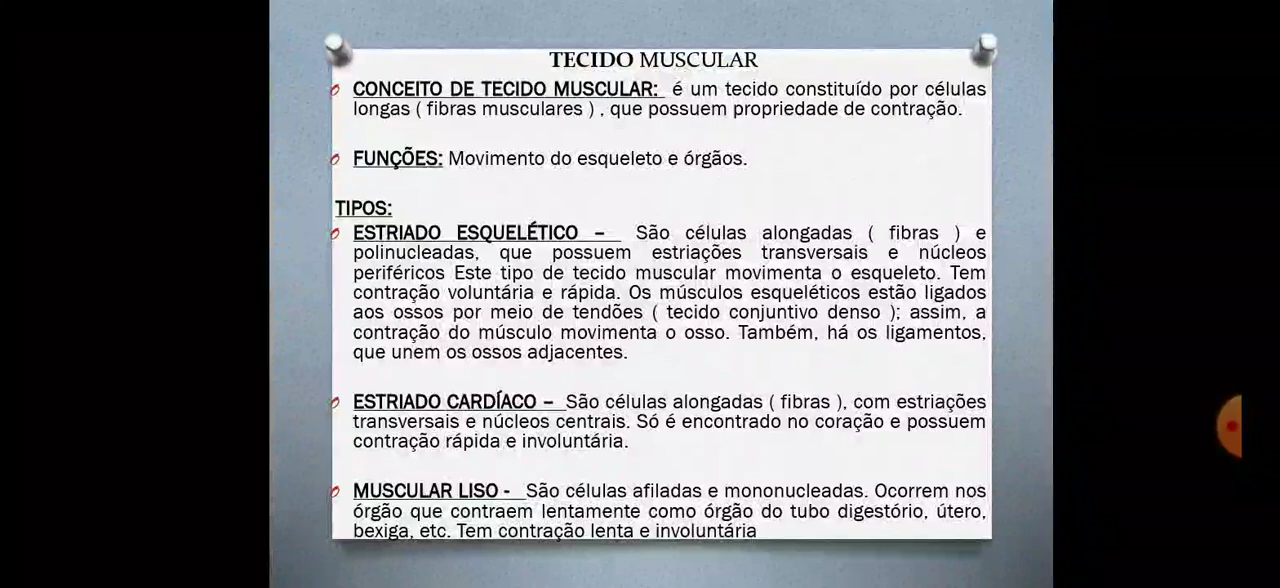 TECIDO MUSCULAR
CONCEITO DE TECIDO MUSCULAR: é um tecido constituído por células
longas ( fibras musculares ) , que possuem propriedade de contração.
FUNÇÕES: Movimento do esqueleto e órgãos.
TIPOS:
ESTRIADO ESQUELÉTICO – São células alongadas ( fibras ) e
polinucleadas, que possuem estriações transversais e núcleos
periféricos Este tipo de tecido muscular movimenta o esqueleto. Tem
contração voluntária e rápida. Os músculos esqueléticos estão ligados
aos ossos por meio de tendões ( tecido conjuntivo denso ); assim, a
contração do músculo movimenta o osso. Também, há os ligamentos,
que unem os ossos adjacentes.
ESTRIADO CARDÍACO – São células alongadas ( fibras ), com estriações
transversais e núcleos centrais. Só é encontrado no coração e possuem
contração rápida e involuntária.
MUSCULAR LISO - São células afiladas e mononucleadas. Ocorrem nos
órgão que contraem lentamente como órgão do tubo digestório, útero,
bexiga, etc. Tem contração lenta e involuntária